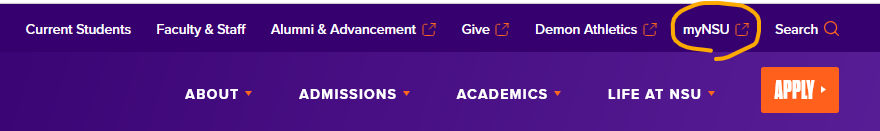 Current Students Faculty & Staff Alumni & Advancement Give Demon Athletics myNSU Search
ABOUT ADMISSIONS ACADEMICS LIFE AT NSU APPLY